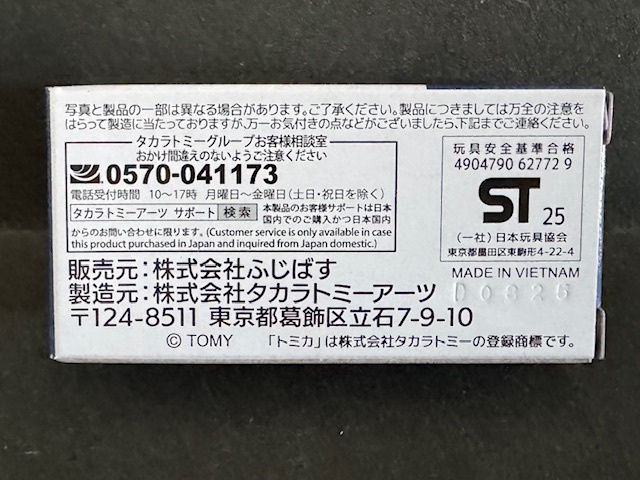 写真と製品の一部は異なる場合があります。ご了承ください。製品につきましては万全の注意を
はらって製造に当たっておりますが、万一お気付きの点などがございましたら、下記までご連絡ください。
タカラトミーグループお客様相談室
おかけ間違えのないようご注意ください
0570-041173
電話受付時間 10～17時 月曜日～金曜日(土日・祝日を除く)
タカラトミーアーツ サポート 検索 本製品のお客様サポートは日本
国内でのご購入かつ日本国内
からのお問い合わせに限ります。(Customer service is only available in case
this product purchased in Japan and inquired from Japan domestic.)
販売元:株式会社ふじばす
製造元:株式会社タカラトミーアーツ
〒124-8511 東京都葛飾区立石7-9-10
© TOMY 「トミカ」は株式会社タカラトミーの登録商標です。
玩具安全基準合格
4904790 62772 9
ST 25
(一社)日本玩具協会
東京都墨田区東駒形4-22-4
MADE IN VIETNAM
D0625